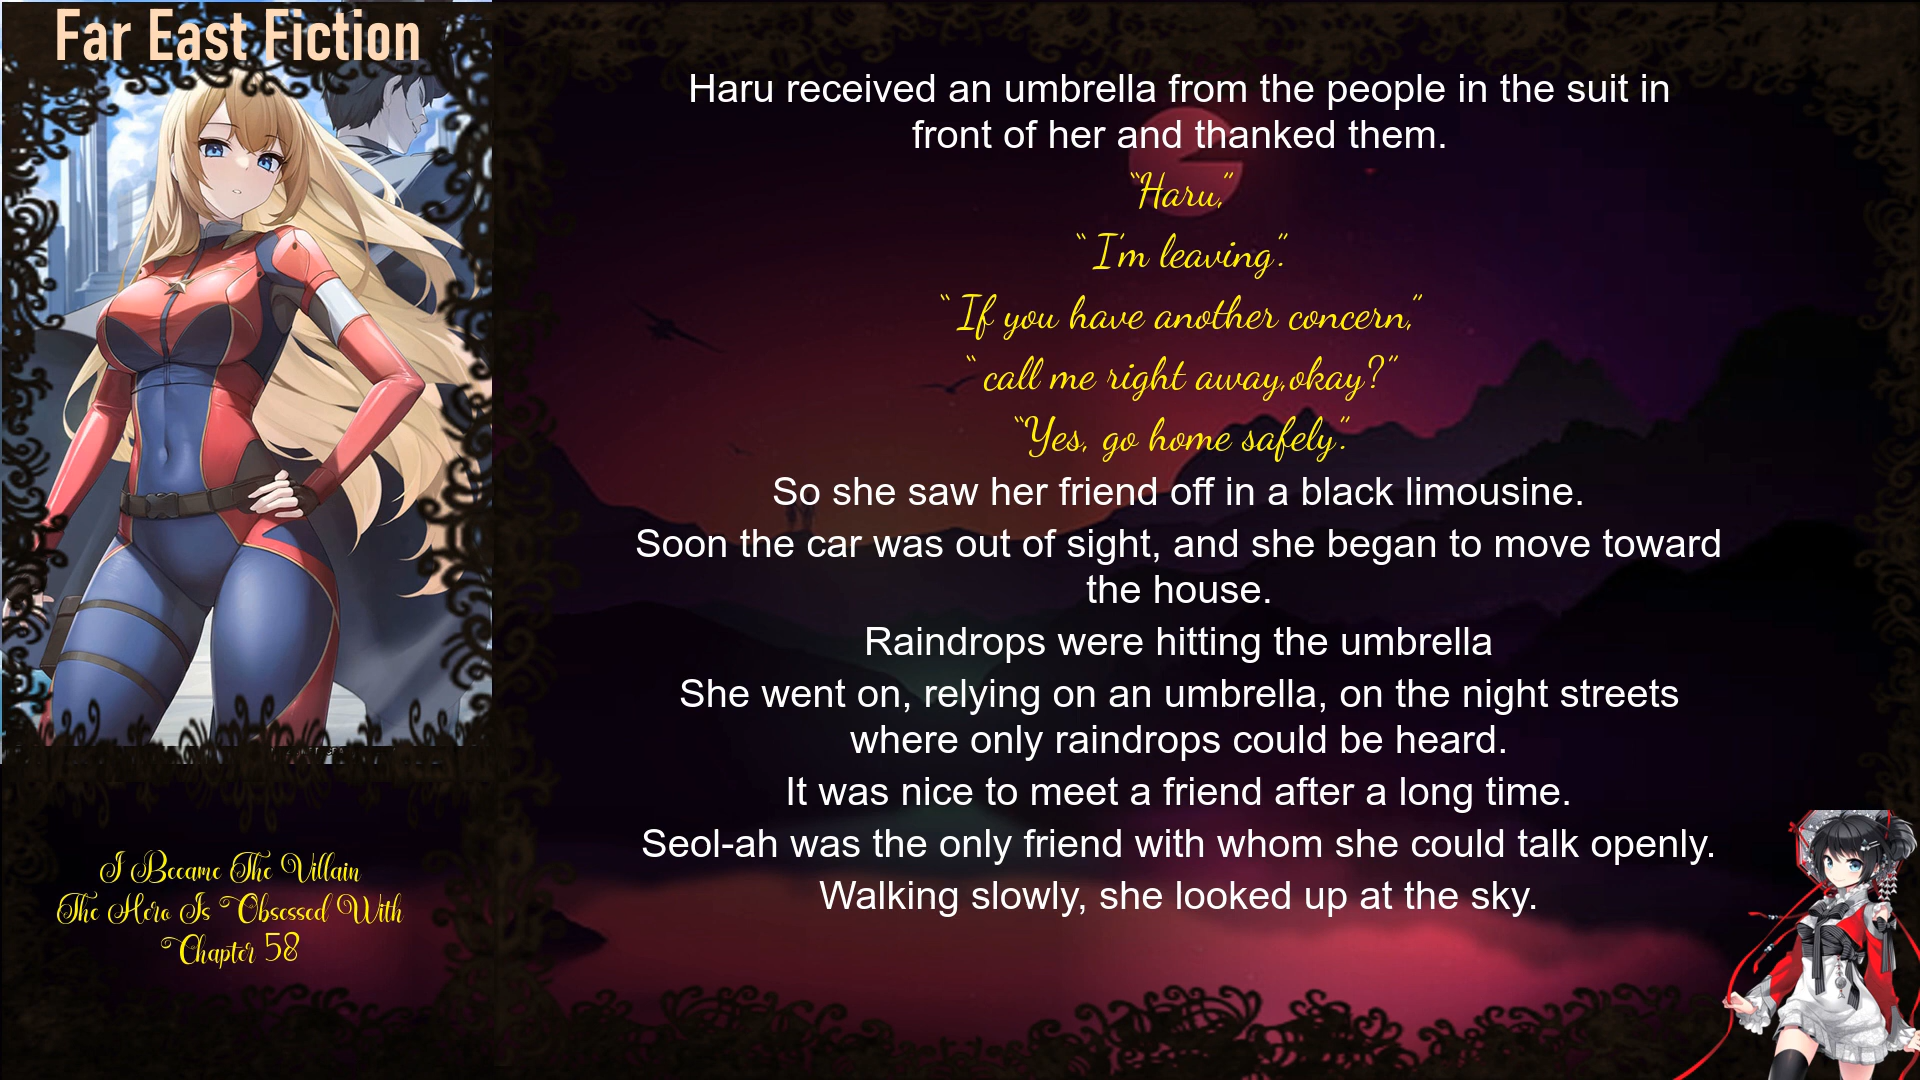 Far East Fiction
Haru received an umbrella from the people in the suit in
front of her and thanked them.
“Haru,”
“ I’m leaving”.
“ If you have another concern,”
“ call me right away,okay?”
“Yes, go home safely”.
So she saw her friend off in a black limousine.
Soon the car was out of sight, and she began to move toward
the house.
Raindrops were hitting the umbrella
She went on, relying on an umbrella, on the night streets
where only raindrops could be heard.
It was nice to meet a friend after a long time.
Seol-ah was the only friend with whom she could talk openly.
Walking slowly, she looked up at the sky.
I Became The Villain
The Hero Is Obsessed With
Chapter 58